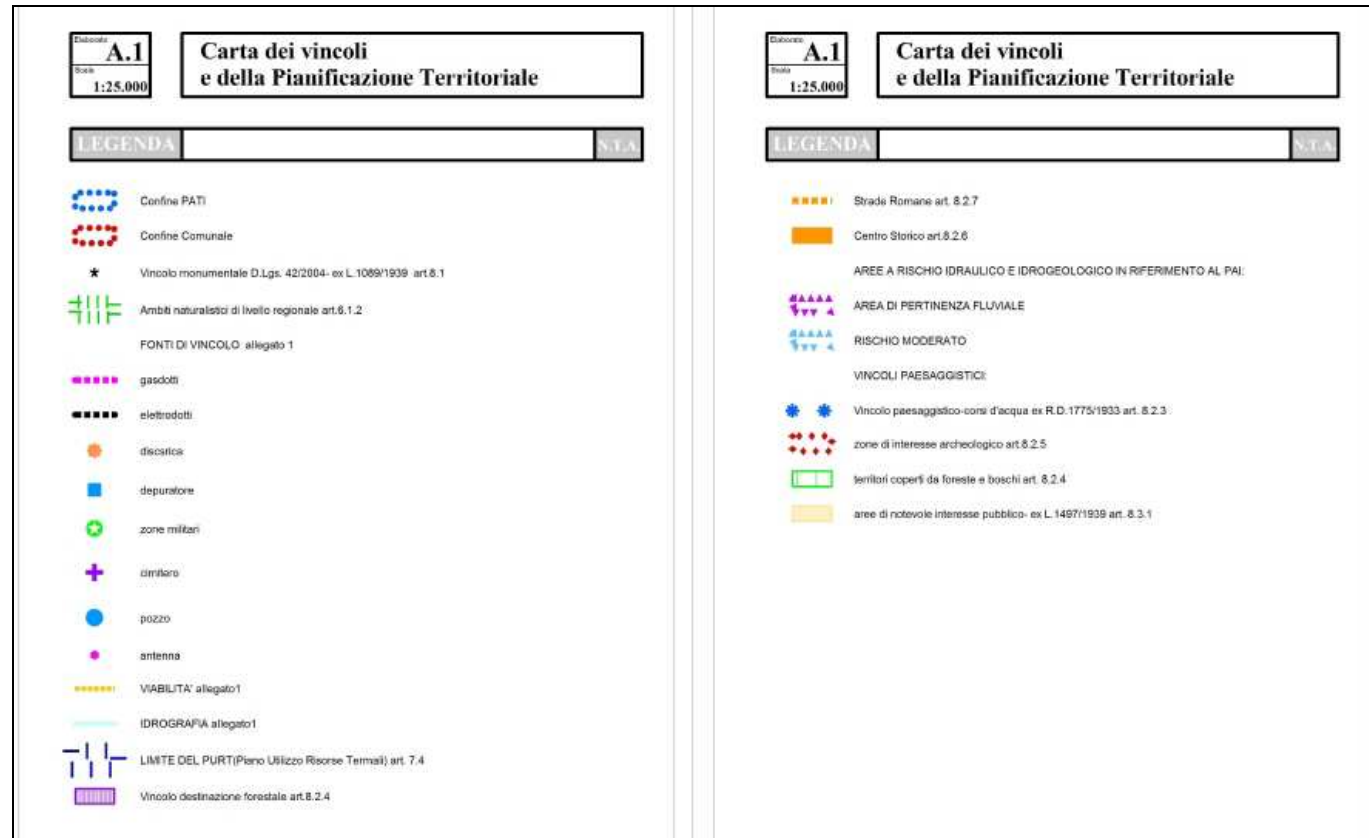 Elaborato
A.1
Scala
1:25.000
Carta dei vincoli
e della Pianificazione Territoriale
LEGENDA
N.T.A.
Confine PATI
Confine Comunale
Vincolo monumentale D.Lgs. 42/2004- ex L.1089/1939 art.8.1
Ambiti naturalistici di livello regionale art.6.1.2
FONTI DI VINCOLO allegato 1
gasdotti
elettrodotti
discarica
depuratore
zone militari
cimitero
pozzo
antenna
VIABILITA' allegato1
IDROGRAFIA allegato1
LIMITE DEL PURT(Piano Utilizzo Risorse Termali) art. 7.4
Vincolo destinazione forestale art.8.2.4
Elaborato
A.1
Scala
1:25.000
Carta dei vincoli
e della Pianificazione Territoriale
LEGENDA
N.T.A.
Strade Romane art. 8.2.7
Centro Storico art.8.2.6
AREE A RISCHIO IDRAULICO E IDROGEOLOGICO IN RIFERIMENTO AL PAI:
AREA DI PERTINENZA FLUVIALE
RISCHIO MODERATO
VINCOLI PAESAGGISTICI:
Vincolo paesaggistico-corsi d'acqua ex R.D.1775/1933 art. 8.2.3
zone di interesse archeologico art.8.2.5
territori coperti da foreste e boschi art. 8.2.4
aree di notevole interesse pubblico- ex L.1497/1939 art. 8.3.1